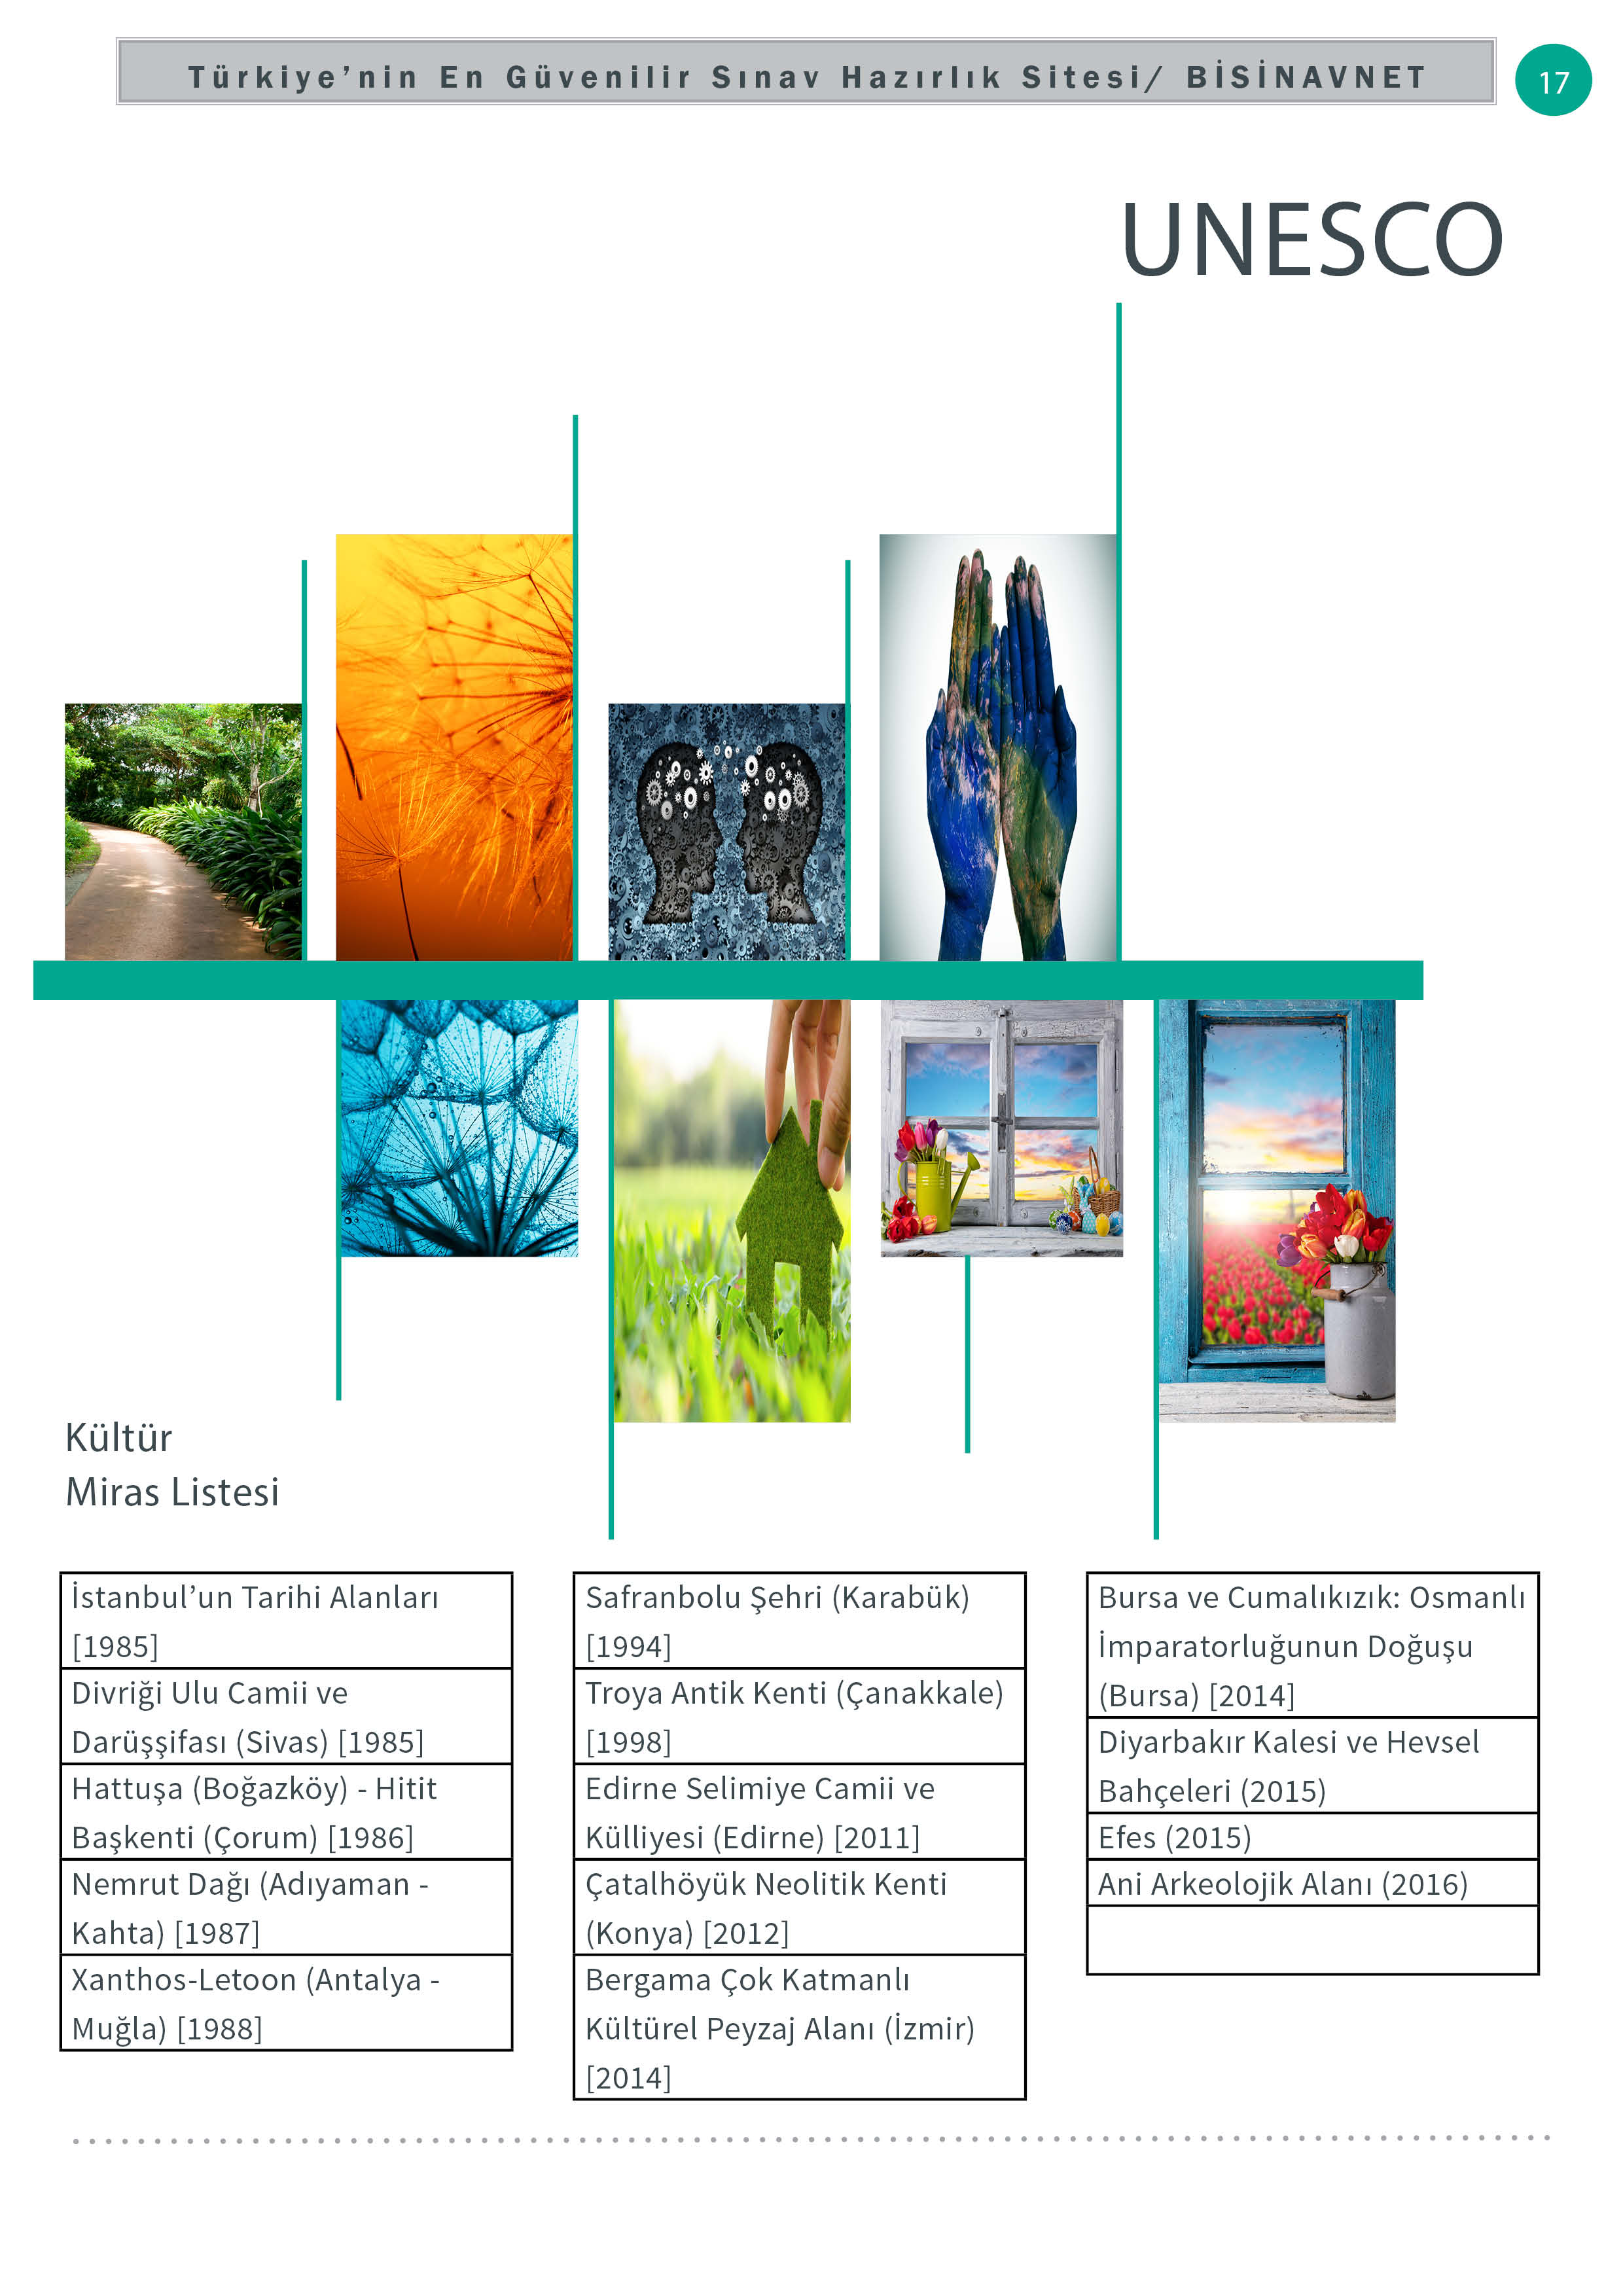 Türkiye’nin En Güvenilir Sınav Hazırlık Sitesi/ BİSİNAVNET
17
UNESCO
Kültür
Miras Listesi
İstanbul’un Tarihi Alanları
[1985]
Divriği Ulu Camii ve
Darüşşifası (Sivas) [1985]
Hattuşa (Boğazköy) - Hitit
Başkenti (Çorum) [1986]
Nemrut Dağı (Adıyaman -
Kahta) [1987]
Xanthos-Letoon (Antalya -
Muğla) [1988]
Safranbolu Şehri (Karabük)
[1994]
Troya Antik Kenti (Çanakkale)
[1998]
Edirne Selimiye Camii ve
Külliyesi (Edirne) [2011]
Çatalhöyük Neolitik Kenti
(Konya) [2012]
Bergama Çok Katmanlı
Kültürel Peyzaj Alanı (İzmir)
[2014]
Bursa ve Cumalıkızık: Osmanlı
İmparatorluğunun Doğuşu
(Bursa) [2014]
Diyarbakır Kalesi ve Hevsel
Bahçeleri (2015)
Efes (2015)
Ani Arkeolojik Alanı (2016)